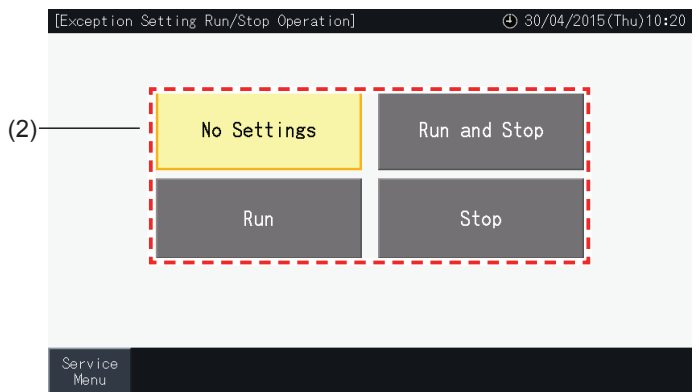 [Exception Setting Run/Stop Operation] 30/04/2015(Thu)10:20
(2)
No Settings Run and Stop
Run Stop
Service
Menu